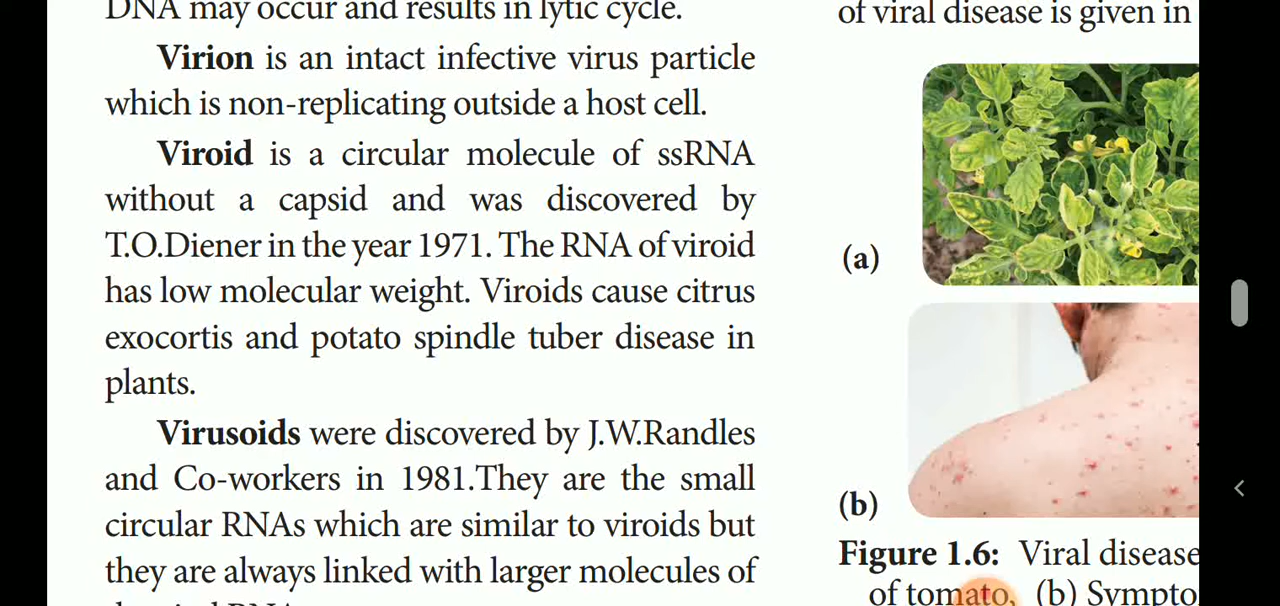 DNA may occur and results in lytic cycle.
Virion is an intact infective virus particle
which is non-replicating outside a host cell.
Viroid is a circular molecule of ssRNA
without a capsid and was discovered by
T.O.Diener in the year 1971. The RNA of viroid
has low molecular weight. Viroids cause citrus
exocortis and potato spindle tuber disease in
plants.
Virusoids were discovered by J.W.Randles
and Co-workers in 1981.They are the small
circular RNAs which are similar to viroids but
they are always linked with larger molecules of
of viral disease is given in
(a)
(b)
Figure 1.6: Viral disease
of tomato, (b) Sympto